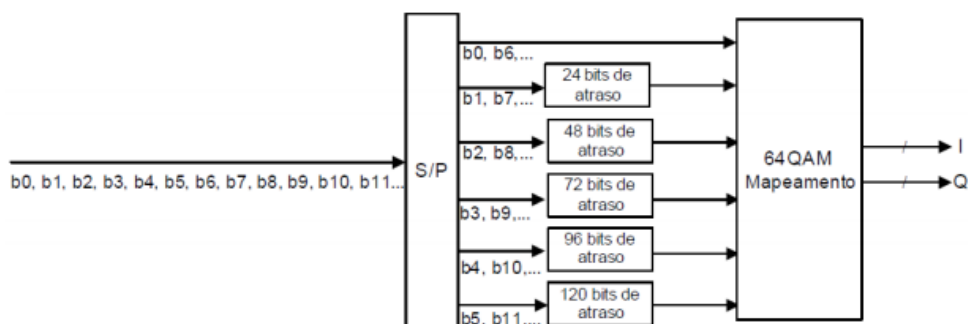 b0, b1, b2, b3, b4, b5, b6, b7, b8, b9, b10, b11...
S/P
b0, b6,...
b1, b7,...
24 bits de
atraso
b2, b8,...
48 bits de
atraso
b3, b9,...
72 bits de
atraso
b4, b10,...
96 bits de
atraso
b5, b11,...
120 bits de
atraso
64QAM
Mapeamento
I
Q